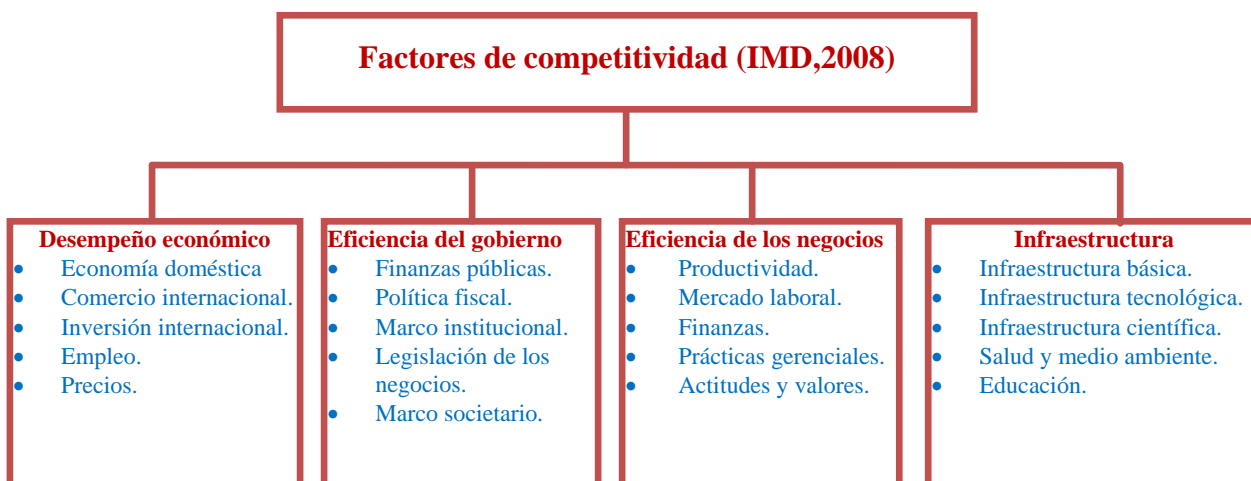 Factores de competitividad (IMD,2008)
Desempeño económico
• Economía doméstica
• Comercio internacional.
• Inversión internacional.
• Empleo.
• Precios.
Eficiencia del gobierno
• Finanzas públicas.
• Política fiscal.
• Marco institucional.
• Legislación de los
negocios.
• Marco societario.
Eficiencia de los negocios
• Productividad.
• Mercado laboral.
• Finanzas.
• Prácticas gerenciales.
• Actitudes y valores.
Infraestructura
• Infraestructura básica.
• Infraestructura tecnológica.
• Infraestructura científica.
• Salud y medio ambiente.
• Educación.